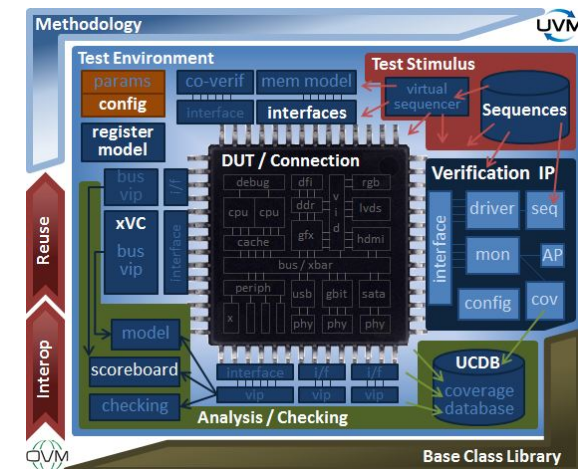 Methodology
UVM
Test Environment
params
config
co-verif
mem model
interface
interfaces
register
model
Test Stimulus
virtual
sequencer
Sequences
DUT / Connection
debug
dfi
rgb
cpu
cpu
ddr
v
i
d
lvds
cache
gfx
hdmi
bus / xbar
periph
usb
gbit
sata
x
phy
phy
phy
bus
vip
i/f
xVC
bus
vip
interface
Verification IP
interface
driver
seq
mon
AP
config
cov
Reuse
Interop
model
scoreboard
checking
interface
i/f
i/f
vip
vip
vip
Analysis / Checking
UCDB
coverage
database
OVM
Base Class Library